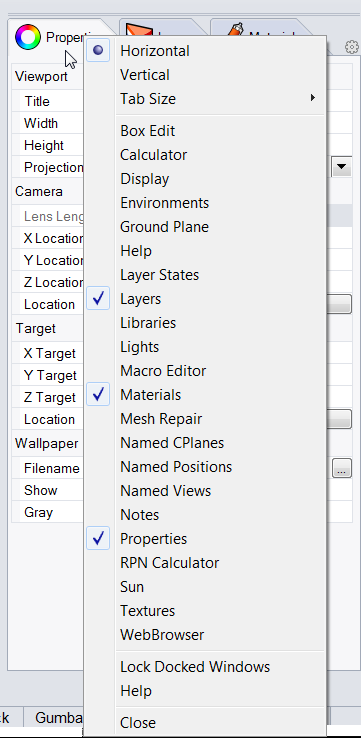 Properti
Horizontal
Vertical
Tab Size
Box Edit
Calculator
Display
Environments
Ground Plane
Help
Layer States
Layers
Libraries
Lights
Macro Editor
Materials
Mesh Repair
Named CPlanes
Named Positions
Named Views
Notes
Properties
RPN Calculator
Sun
Textures
WebBrowser
Lock Docked Windows
Help
Close
Viewport
Title
Width
Height
Projection
Camera
Lens Leng
X Location
Y Location
Z Location
Location
Target
X Target
Y Target
Z Target
Location
Wallpaper
Filename
...
Show
Gray
ck
Gumba